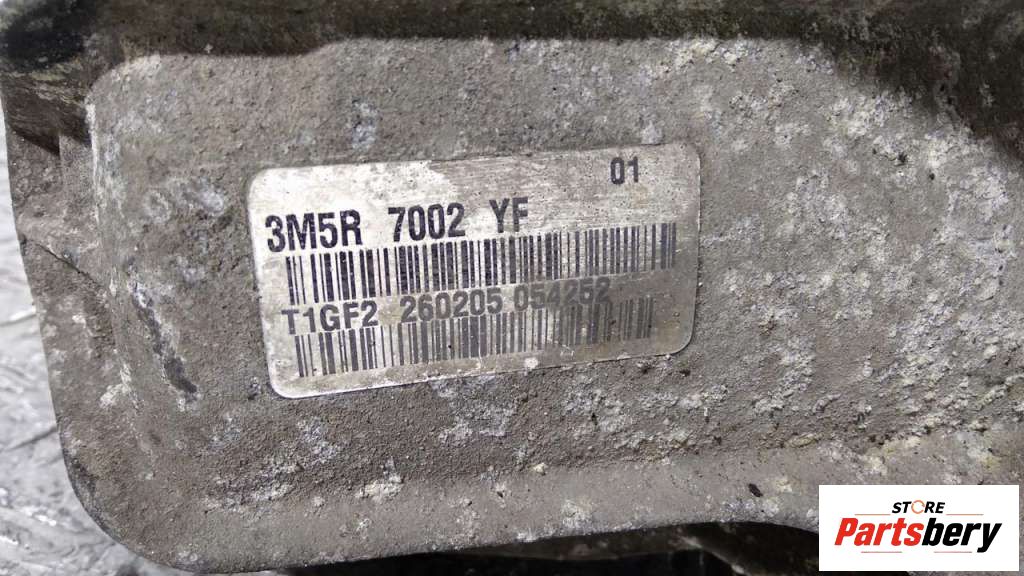 01
3M5R 7002 YF
T1GF2 260205 054252
STORE
Partsbery